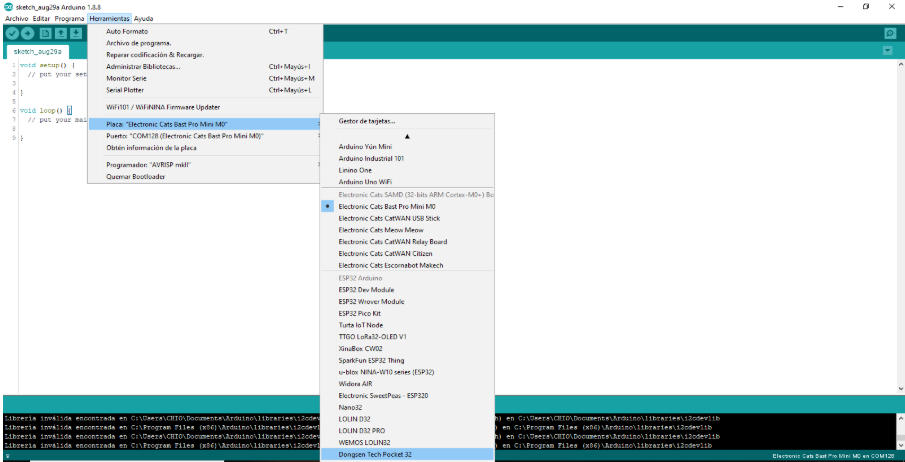 sketch_aug29a Arduino 1.8.8
Archivo Editar Programa Herramientas Ayuda
sketch_aug29a
1 void setup() {
2 // put your set
3
4 }
5
6 void loop() {
7 // put your mai
8
9 }
Auto Formato Ctrl+T
Archivo de programa.
Reparar codificación & Recargar.
Administrar Bibliotecas... Ctrl+Mayús+I
Monitor Serie Ctrl+Mayús+M
Serial Plotter Ctrl+Mayús+L
WiFi101 / WiFiNINA Firmware Updater
Placa: "Electronic Cats Bast Pro Mini M0"
Puerto: "COM128 (Electronic Cats Bast Pro Mini M0)"
Obtén información de la placa
Programador: "AVRISP mkII"
Quemar Bootloader
Gestor de tarjetas...
Arduino Yún Mini
Arduino Industrial 101
Linino One
Arduino Uno WiFi
Electronic Cats SAMD (32-bits ARM Cortex-M0+) Bo
Electronic Cats Bast Pro Mini M0
Electronic Cats CatWAN USB Stick
Electronic Cats Meow Meow
Electronic Cats CatWAN Relay Board
Electronic Cats CatWAN Citizen
Electronic Cats Escornabot Makech
ESP32 Arduino
ESP32 Dev Module
ESP32 Wrover Module
ESP32 Pico Kit
Turta IoT Node
TTGO LoRa32-OLED V1
XinaBox CW02
SparkFun ESP32 Thing
u-blox NINA-W10 series (ESP32)
Widora AIR
Electronic SweetPeas - ESP320
Nano32
LOLIN D32
LOLIN D32 PRO
WEMOS LOLIN32
Dongsen Tech Pocket 32
Librería inválida encontrada en C:\Users\CHIO\Documents\Arduino\libraries\i2cdev h) en C:\Program Files (x86)\Arduino\libraries\i2cdevlib
Librería inválida encontrada en C:\Program Files (x86)\Arduino\libraries\i2cdevl ) en C:\Users\CHIO\Documents\Arduino\libraries\i2cdevlib
Librería inválida encontrada en C:\Users\CHIO\Documents\Arduino\libraries\i2cdev h) en C:\Program Files (x86)\Arduino\libraries\i2cdevlib
Librería inválida encontrada en C:\Program Files (x86)\Arduino\libraries\i2cdevl ) en C:\Users\CHIO\Documents\Arduino\libraries\i2cdevlib
9 Electronic Cats Bast Pro Mini M0 en COM128